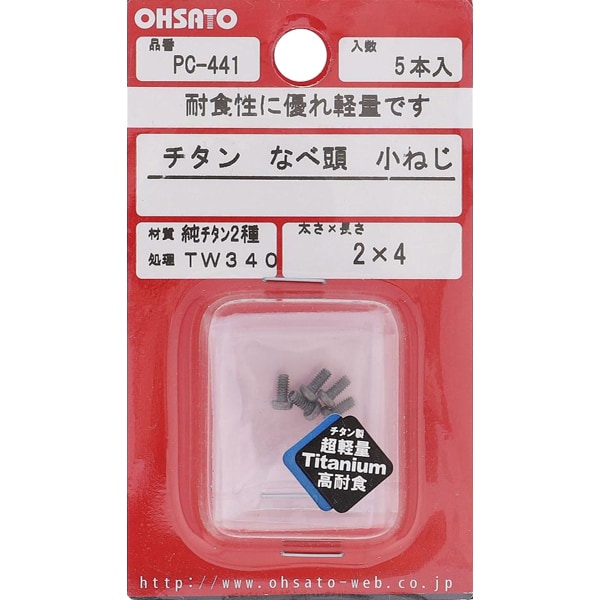 OHSATO
品番
PC-441
入数
5本入
耐食性に優れ軽量です
チタン なべ頭 小ねじ
材質 純チタン2種
処理 TW340
太さ×長さ
2×4
チタン製
超軽量
Titanium
高耐食
http://www.ohsato-web.co.jp